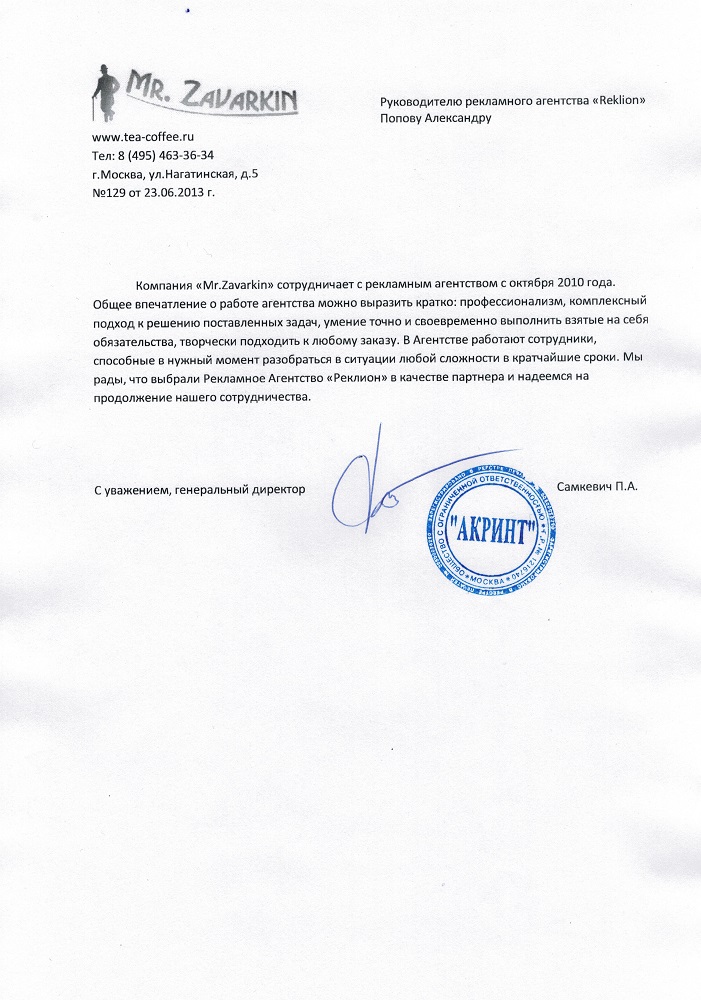 MR. ZAVARKIN
www.tea-coffee.ru
Тел: 8 (495) 463-36-34
г.Москва, ул.Нагатинская, д.5
№129 от 23.06.2013 г.
Руководителю рекламного агентства «Reklion»
Попову Александру
Компания «Mr.Zavarkin» сотрудничает с рекламным агентством с октября 2010 года.
Общее впечатление о работе агентства можно выразить кратко: профессионализм, комплексный
подход к решению поставленных задач, умение точно и своевременно выполнить взятые на себя
обязательства, творчески подходить к любому заказу. В Агентстве работают сотрудники,
способные в нужный момент разобраться в ситуации любой сложности в кратчайшие сроки. Мы
рады, что выбрали Рекламное Агентство «Реклион» в качестве партнера и надеемся на
продолжение нашего сотрудничества.
С уважением, генеральный директор
Самкевич П.А.
ОБЩЕСТВО С ОГРАНИ�ченной ОТВЕТСТВЕННОСТЬЮ
"АКРИНТ"
МОСКВА